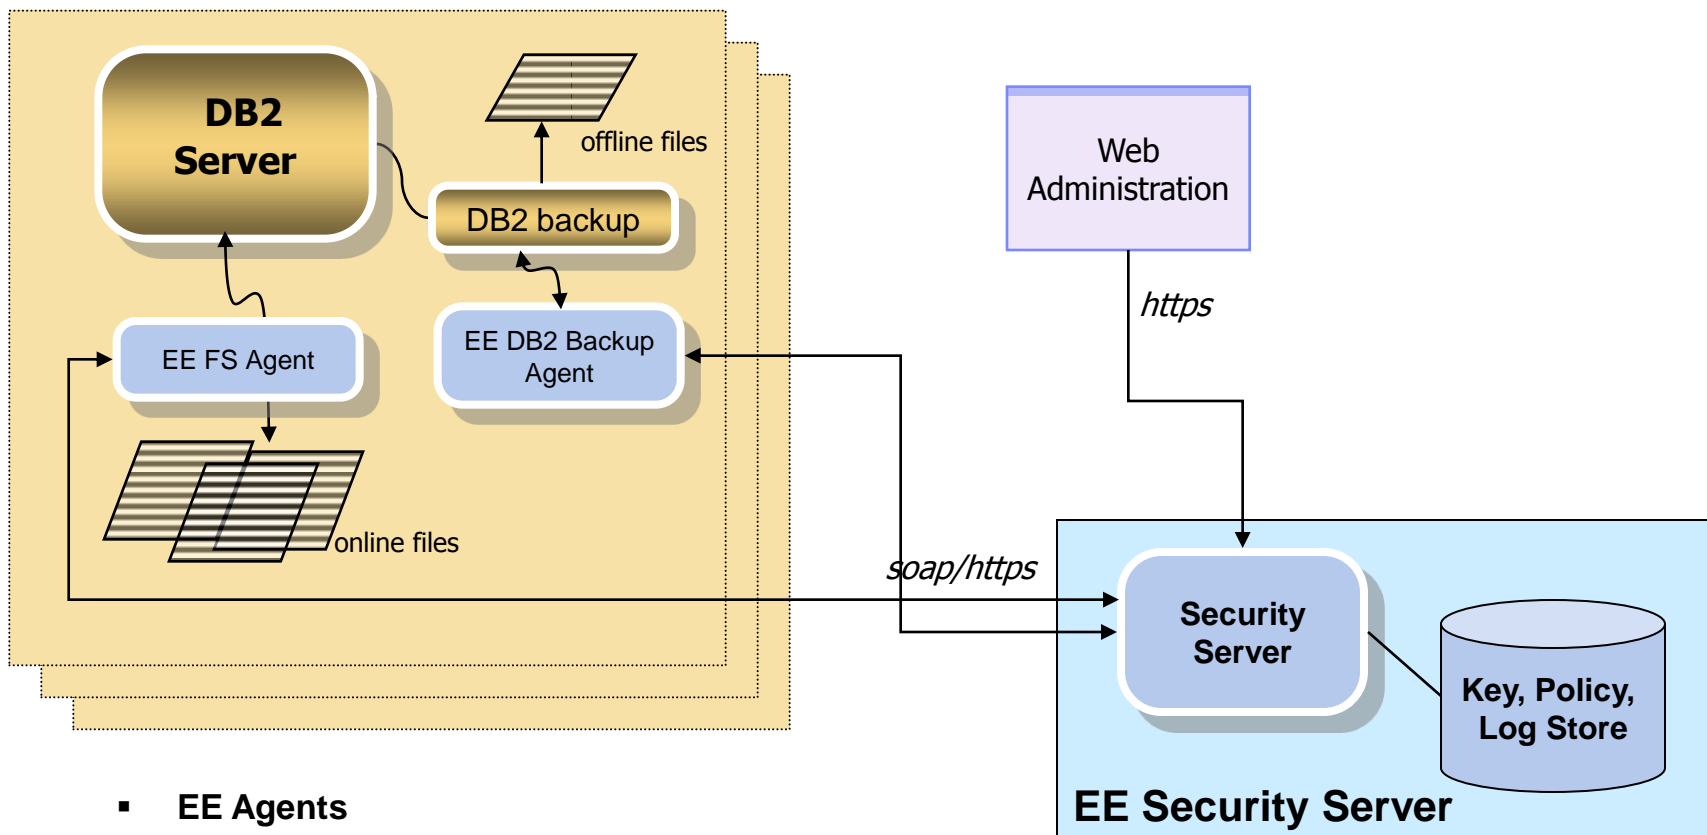 DB2
Server
offline files
DB2 backup
EE FS Agent
EE DB2 Backup
Agent
online files
Web
Administration
https
soap/https
Security
Server
Key, Policy,
Log Store
EE Security Server
▪ EE Agents